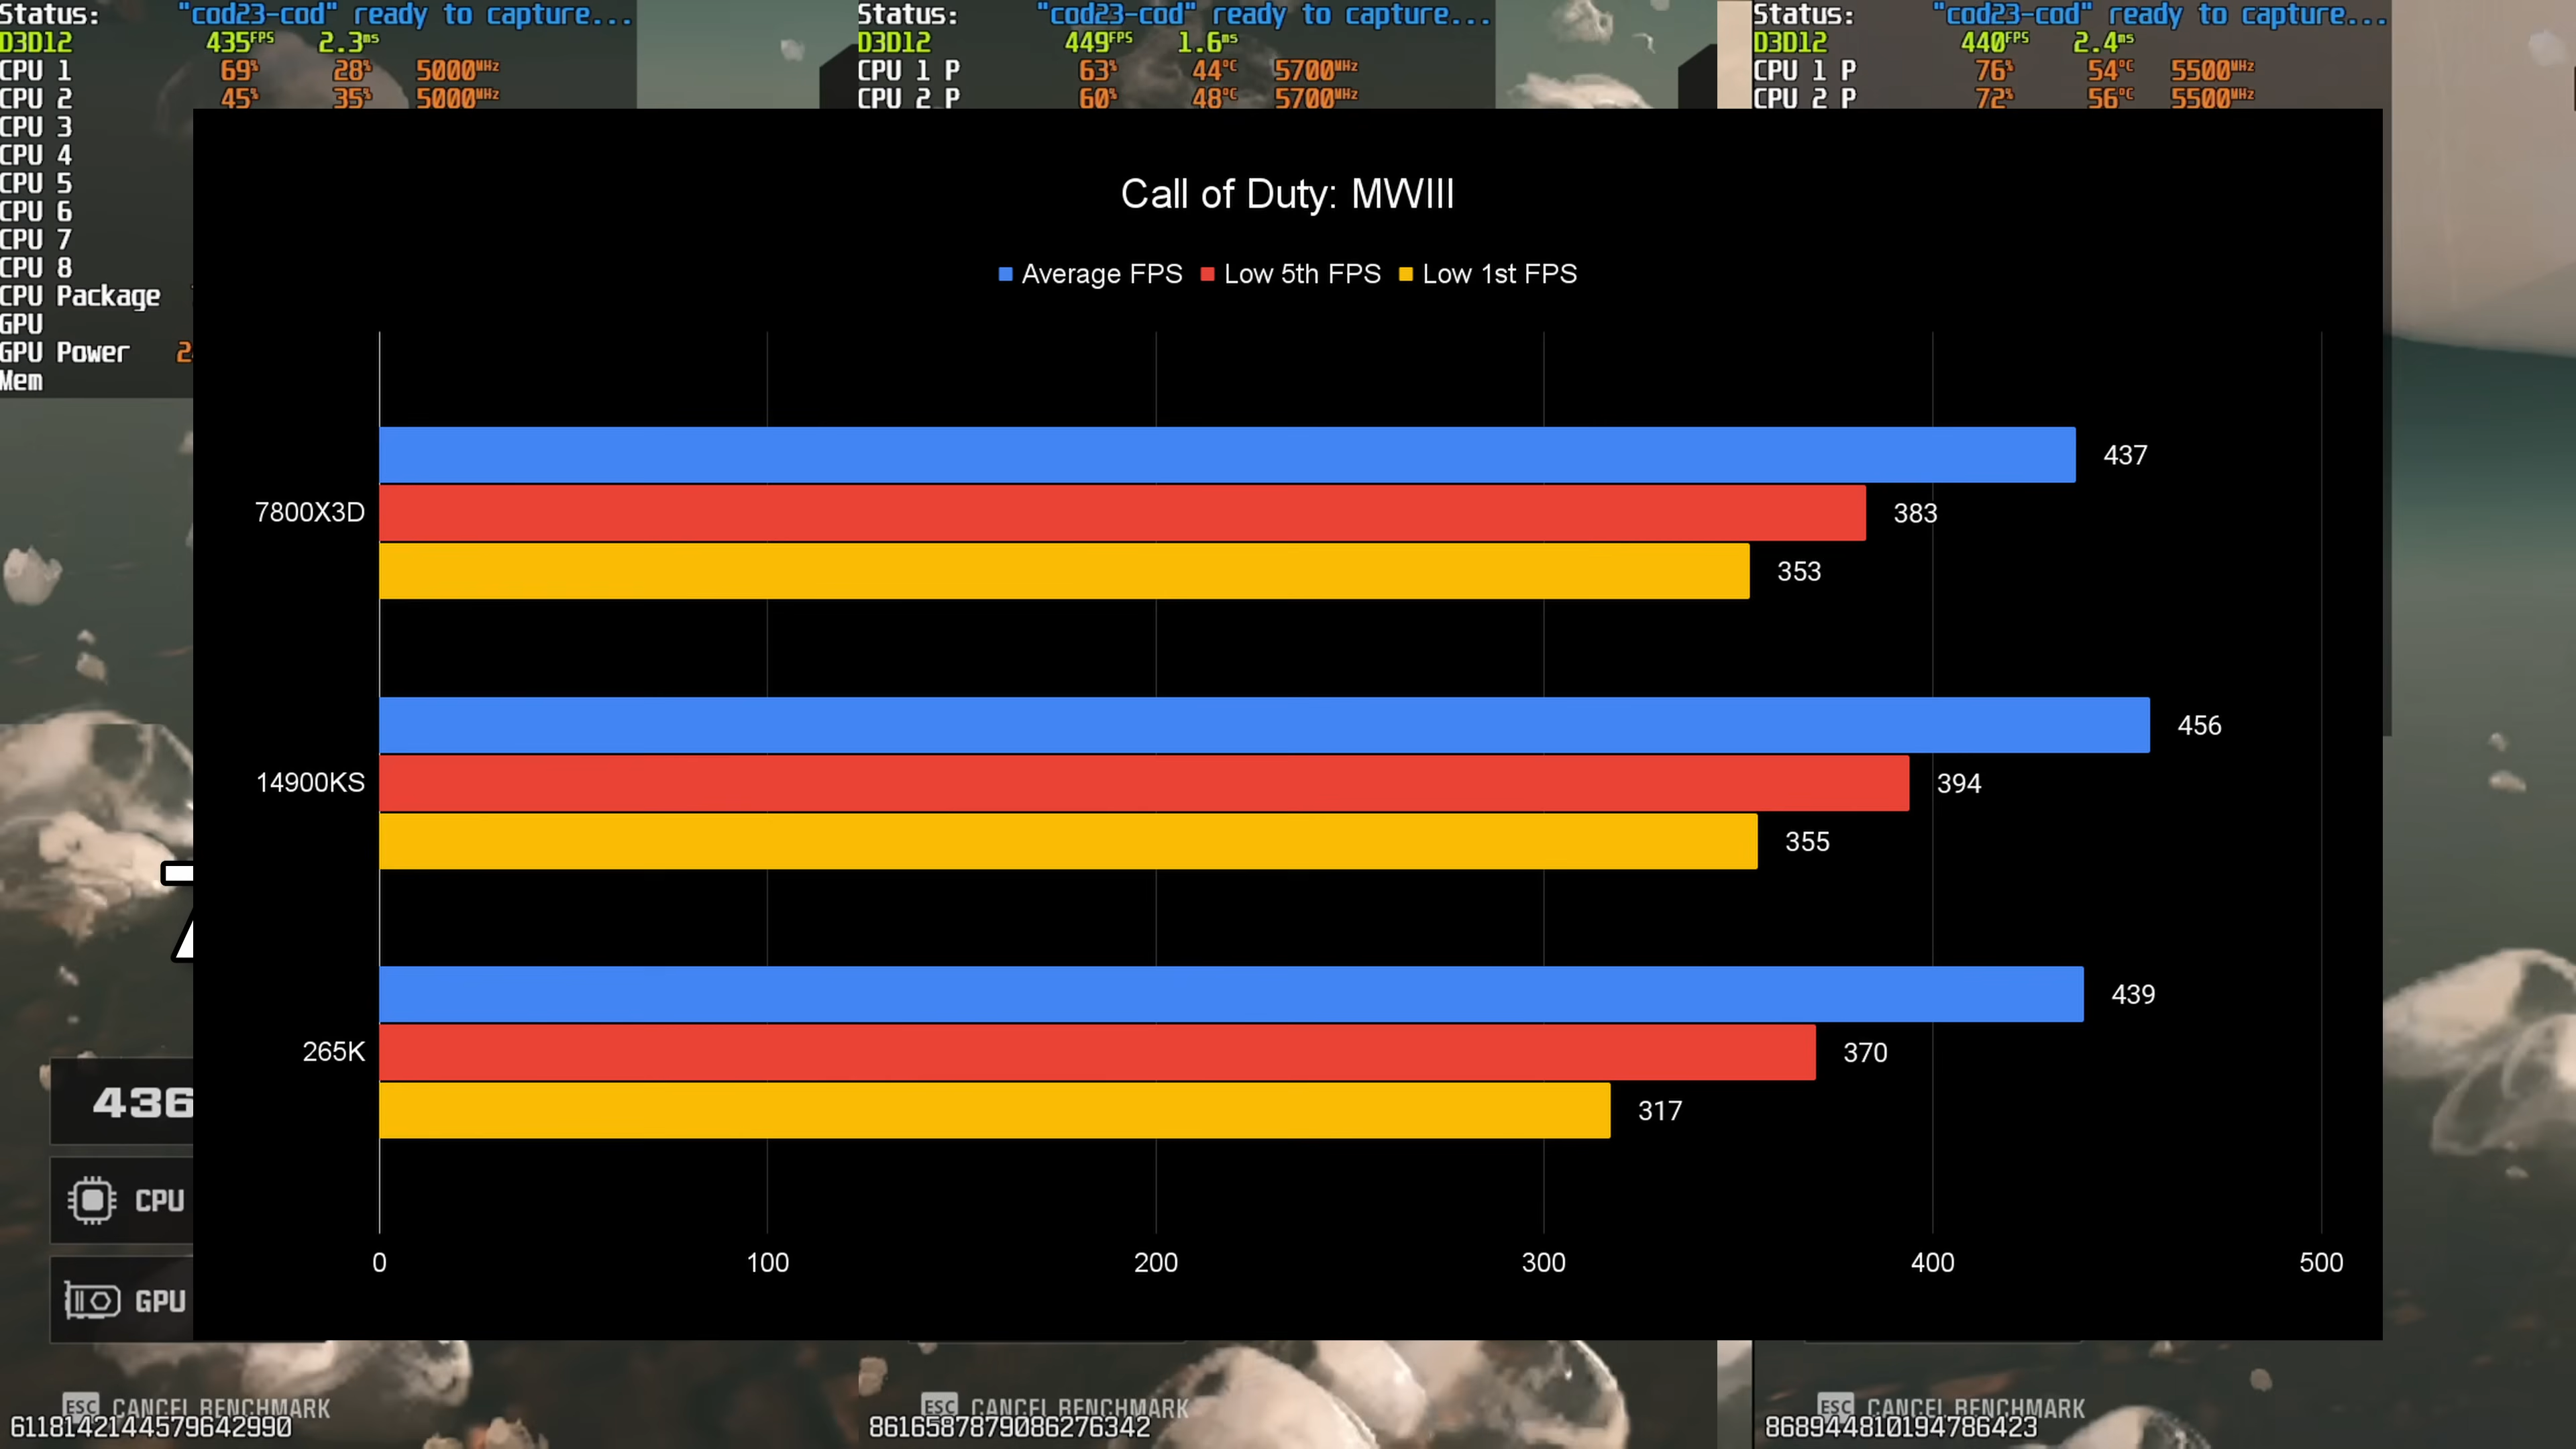 Status: "cod23-cod" ready to capture...
D3D12 435FPS 2.3ms
CPU 1 69% 28% 5000MHz
CPU 2 45% 35% 5000MHz
CPU 3
CPU 4
CPU 5
CPU 6
CPU 7
CPU 8
CPU Package
GPU
GPU Power
Mem
Status: "cod23-cod" ready to capture...
D3D12 449FPS 1.6ms
CPU 1 P 63% 44°C 5700MHz
CPU 2 P 60% 48°C 5700MHz
Status: "cod23-cod" ready to capture...
D3D12 440FPS 2.4ms
CPU 1 P 76% 54°C 5500MHz
CPU 2 P 72% 56°C 5500MHz
Call of Duty: MWIII
Average FPS Low 5th FPS Low 1st FPS
437
7800X3D 383
353
456
14900KS 394
355
439
265K 370
317
0 100 200 300 400 500
436
CPU
GPU
ESC CANCEL BENCHMARK
6118142144579642990
ESC CANCEL BENCHMARK
8616587879086276342
ESC CANCEL BENCHMARK
868944810194786423